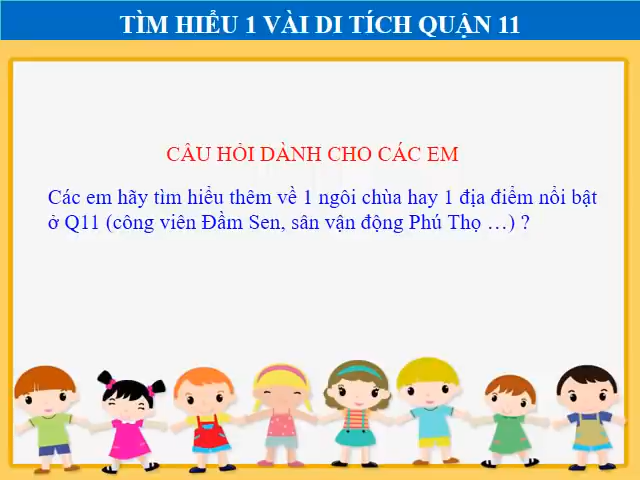 TÌM HIỂU 1 VÀI DI TÍCH QUẬN 11
CÂU HỎI DÀNH CHO CÁC EM
Các em hãy tìm hiểu thêm về 1 ngôi chùa hay 1 địa điểm nổi bật
ở Q11 (công viên Đầm Sen, sân vận động Phú Thọ …) ?